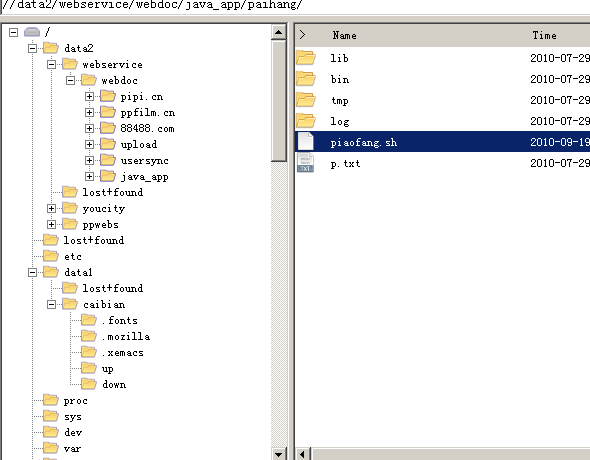 //data2/webservice/webdoc/java_app/paihang/
/
data2
webservice
webdoc
pipi.cn
ppfilm.cn
88488.com
upload
usersync
java_app
lost+found
youcity
ppwebs
lost+found
etc
data1
lost+found
caibian
.fonts
.mozilla
.xemacs
up
down
proc
sys
dev
var
> Name Time
lib 2010-07-29
bin 2010-07-29
tmp 2010-07-29
log 2010-07-29
piaofang.sh 2010-09-19
TXT p.txt 2010-07-29